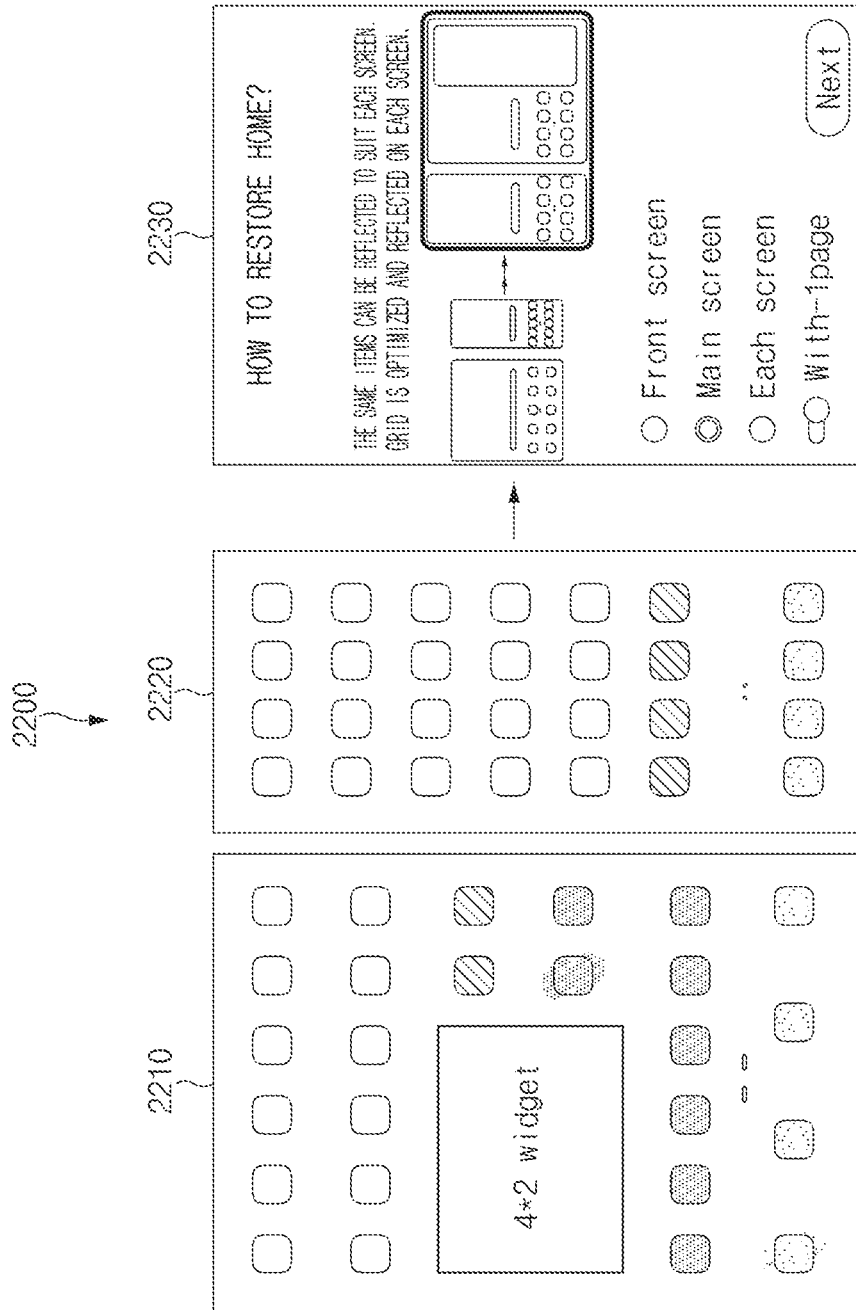 2200
2210
2220
2230
4*2 widget
HOW TO RESTORE HOME?
THE SAME ITEMS CAN BE REFLECTED TO SUIT EACH SCREEN.
GRID IS OPTIMIZED AND REFLECTED ON EACH SCREEN.
Front screen
Main screen
Each screen
With-1page
Next